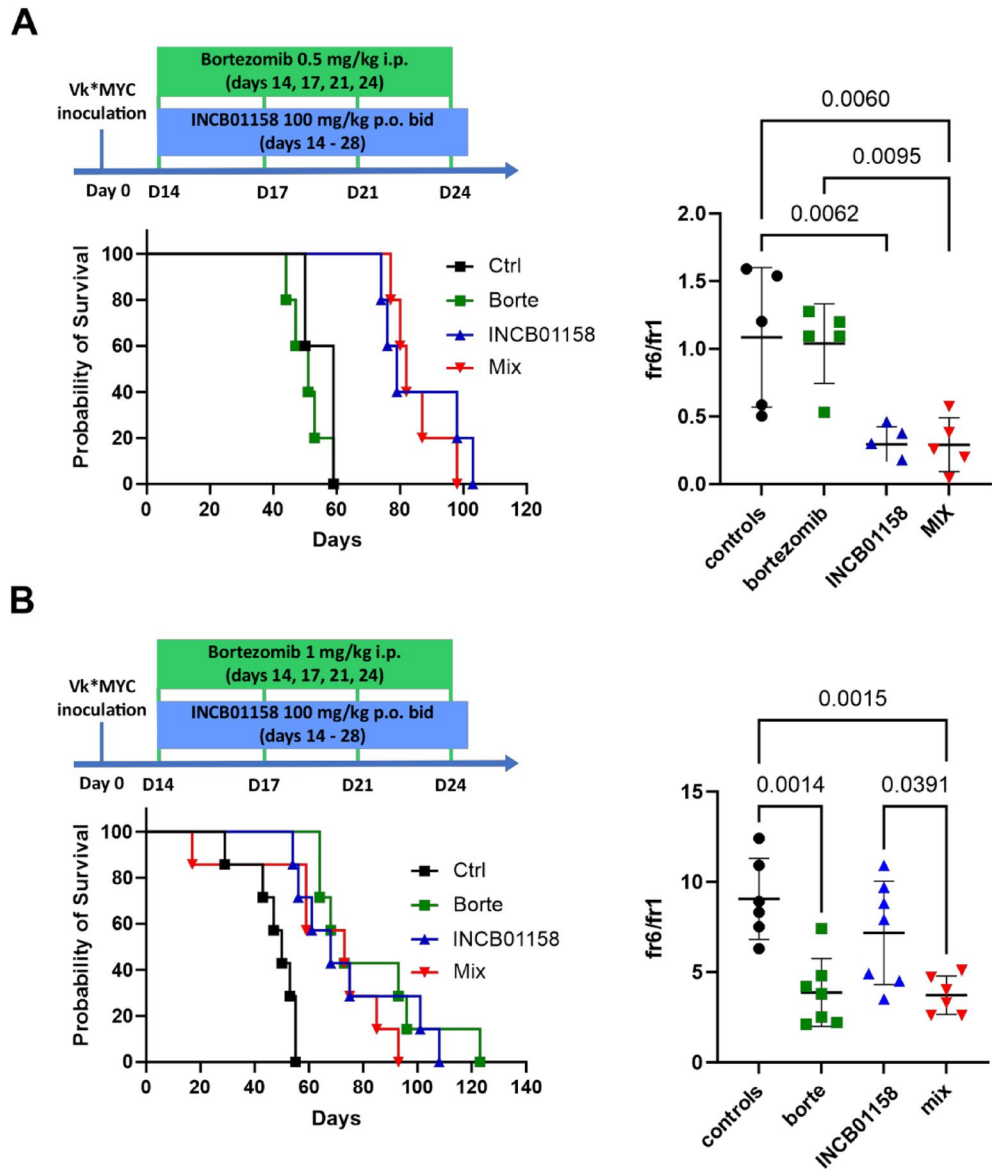 A
Bortezomib 0.5 mg/kg i.p.
(days 14, 17, 21, 24)
Vk*MYC
inoculation
INCB01158 100 mg/kg p.o. bid
(days 14 - 28)
Day 0
D14
D17
D21
D24
Probability of Survival
100
80
60
40
20
0
0 20 40 60 80 100 120
Days
Ctrl
Borte
INCB01158
Mix
0.0060
0.0095
0.0062
fr6/fr1
2.0
1.5
1.0
0.5
0.0
controls
bortezomib
INCB01158
MIX
B
Bortezomib 1 mg/kg i.p.
(days 14, 17, 21, 24)
Vk*MYC
inoculation
INCB01158 100 mg/kg p.o. bid
(days 14 - 28)
Day 0
D14
D17
D21
D24
Probability of Survival
100
80
60
40
20
0
0 20 40 60 80 100 120 140
Days
Ctrl
Borte
INCB01158
Mix
0.0015
0.0014
0.0391
fr6/fr1
15
10
5
0
controls
borte
INCB01158
mix